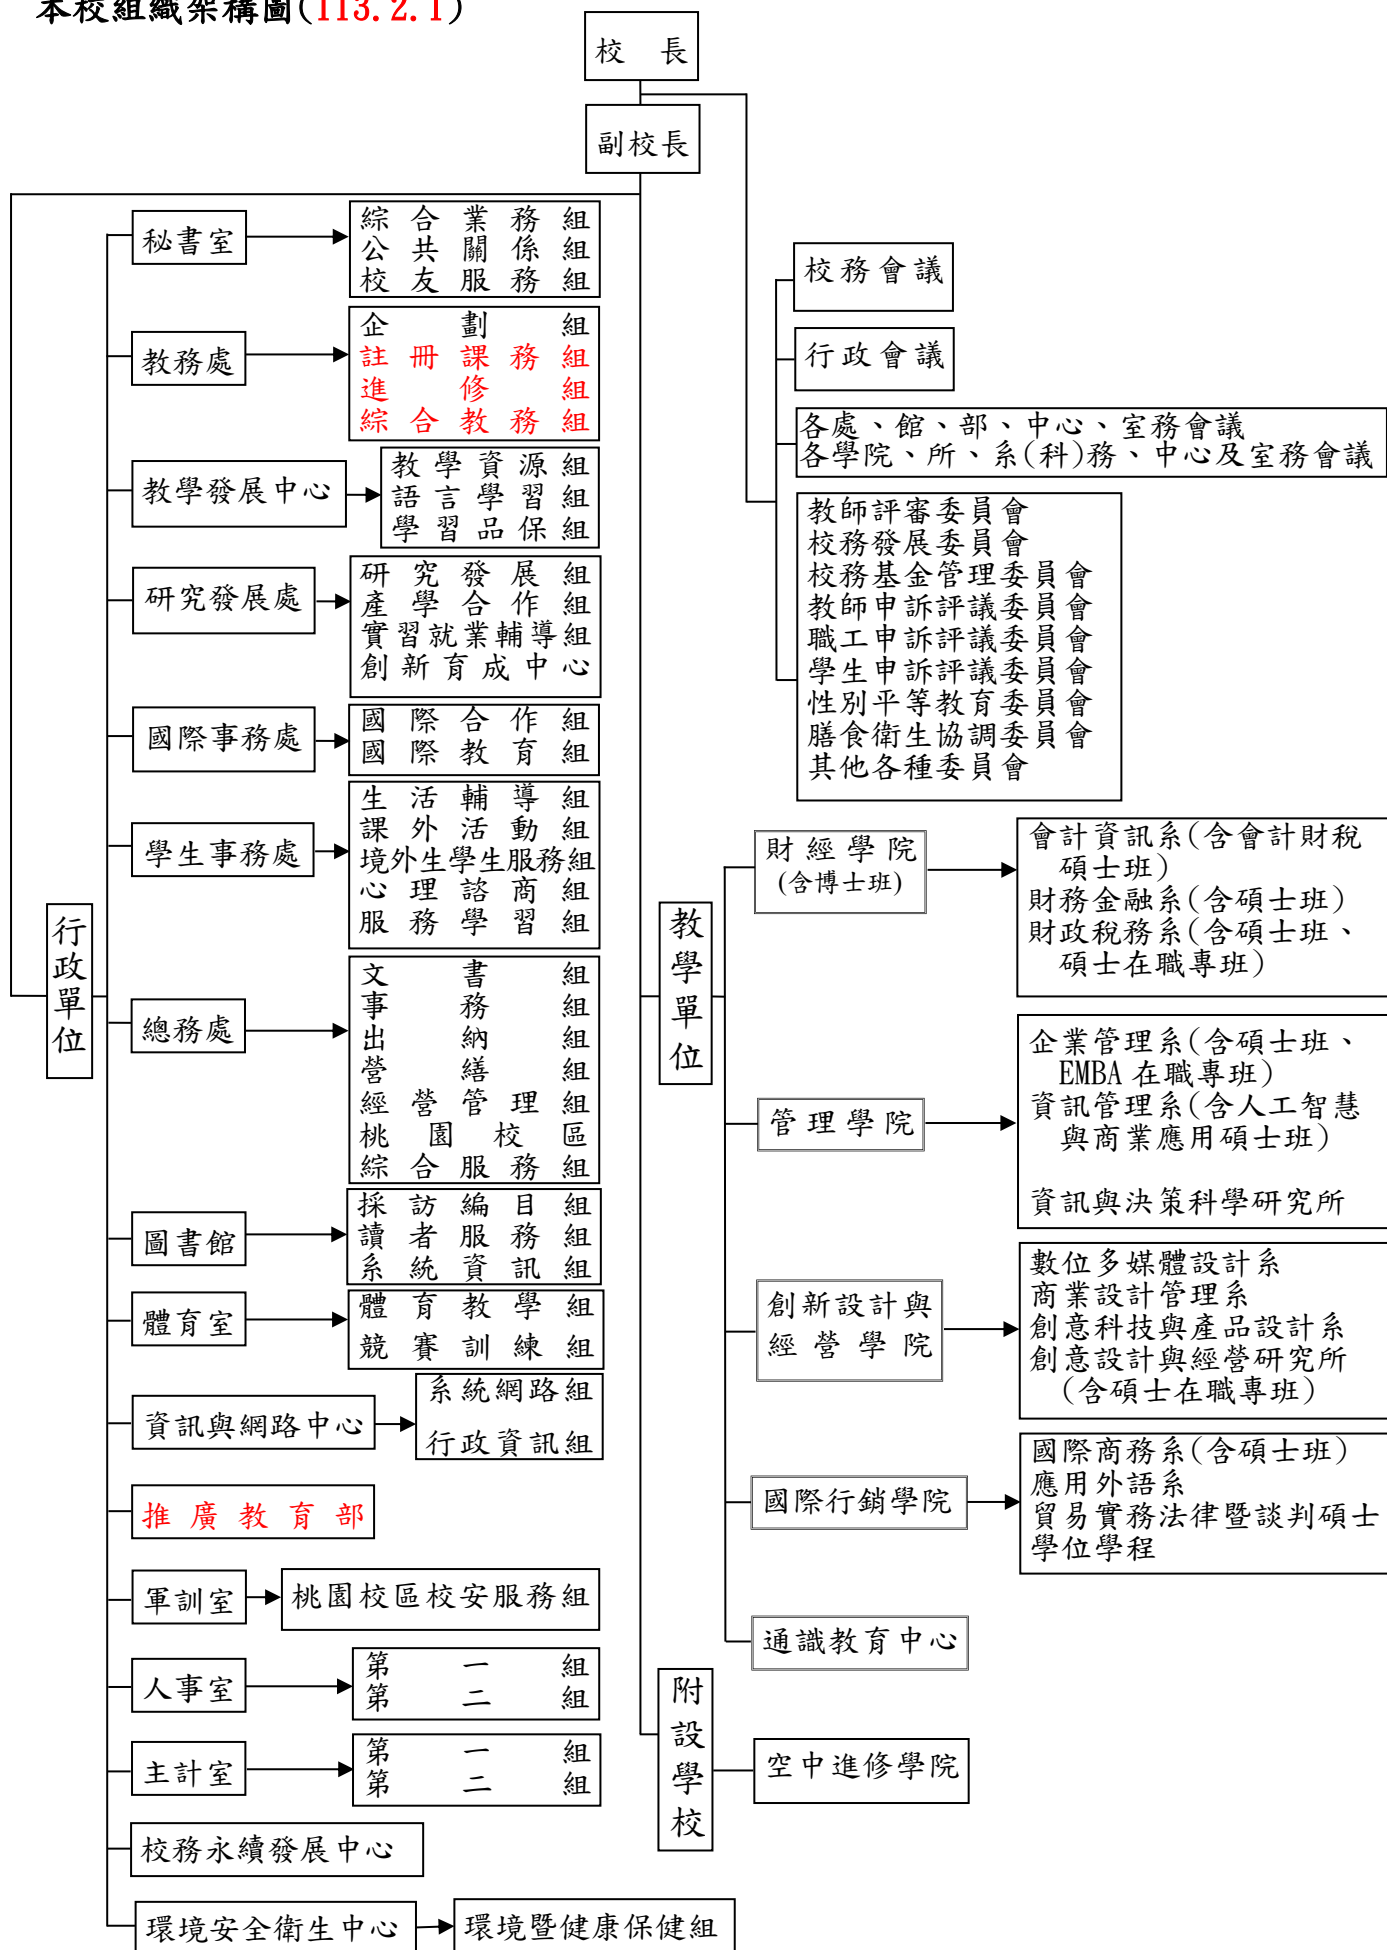 本校組織架構圖(113.2.1)
校長
副校長
行政單位
秘書室
綜合業務組
公共關係組
校友服務組
教務處
企劃組
註冊課務組
進修組
綜合教務組
教學發展中心
教學資源組
語言學習組
學習品保組
研究發展處
研究發展組
產學合作組
實習就業輔導組
創新育成中心
國際事務處
國際合作組
國際教育組
學生事務處
生活輔導組
課外活動組
境外生學生服務組
心理諮商組
服務學習組
總務處
文書組
事務組
出納組
營繕組
經營管理組
桃園校區
綜合服務組
圖書館
採訪編目組
讀者服務組
系統資訊組
體育室
體育教學組
競賽訓練組
資訊與網路中心
系統網路組
行政資訊組
推廣教育部
軍訓室
桃園校區校安服務組
人事室
第一組
第二組
主計室
第一組
第二組
校務永續發展中心
環境安全衛生中心
環境暨健康保健組
校務會議
行政會議
各處、館、部、中心、室務會議
各學院、所、系(科)務、中心及室務會議
教師評審委員會
校務發展委員會
校務基金管理委員會
教師申訴評議委員會
職工申訴評議委員會
學生申訴評議委員會
性別平等教育委員會
膳食衛生協調委員會
其他各種委員會
教學單位
財經學院
(含博士班)
會計資訊系(含會計財稅
碩士班)
財務金融系(含碩士班)
財政稅務系(含碩士班、
碩士在職專班)
管理學院
企業管理系(含碩士班、
EMBA 在職專班)
資訊管理系(含人工智慧
與商業應用碩士班)
資訊與決策科學研究所
創新設計與
經營學院
數位多媒體設計系
商業設計管理系
創意科技與產品設計系
創意設計與經營研究所
(含碩士在職專班)
國際行銷學院
國際商務系(含碩士班)
應用外語系
貿易實務法律暨談判碩士
學位學程
通識教育中心
附設學校
空中進修學院